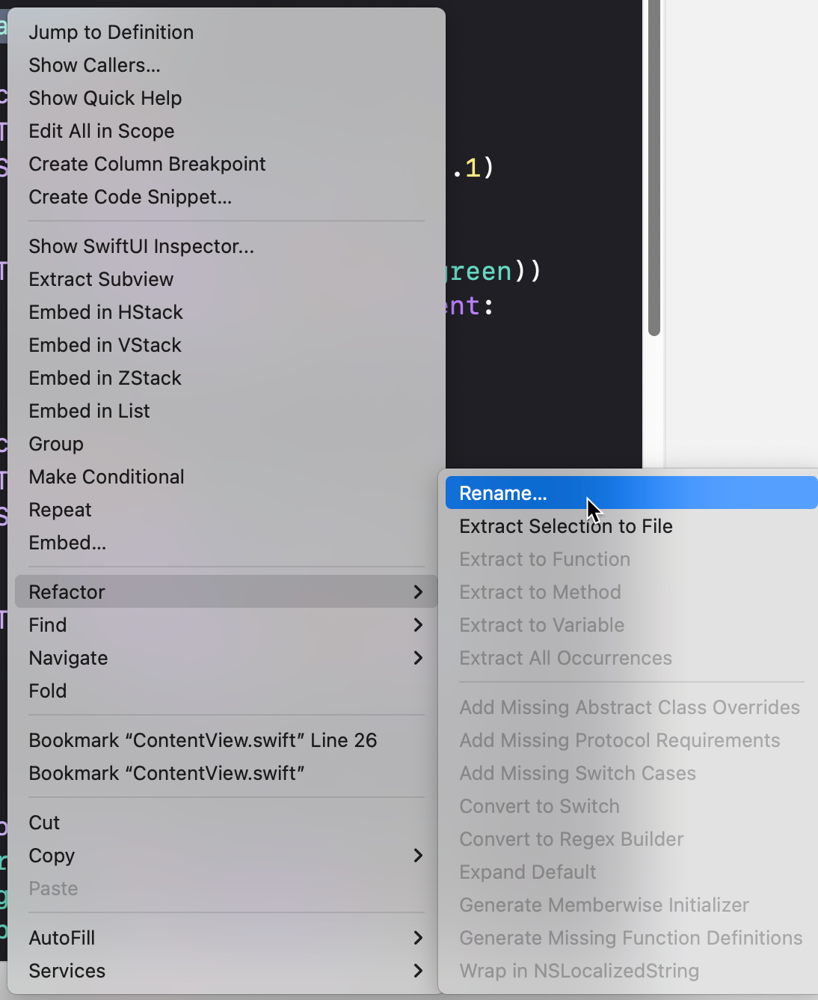 Jump to Definition
Show Callers...
Show Quick Help
Edit All in Scope
Create Column Breakpoint
.1)
Create Code Snippet...
Show SwiftUI Inspector...
reen))
Extract Subview
ent:
Embed in HStack
Embed in VStack
Embed in ZStack
Embed in List
Group
Make Conditional
Repeat
Embed...
Refactor
Find
Navigate
Fold
Bookmark “ContentView.swift” Line 26
Bookmark “ContentView.swift”
Cut
Copy
Paste
AutoFill
Services
Rename...
Extract Selection to File
Extract to Function
Extract to Method
Extract to Variable
Extract All Occurrences
Add Missing Abstract Class Overrides
Add Missing Protocol Requirements
Add Missing Switch Cases
Convert to Switch
Convert to Regex Builder
Expand Default
Generate Memberwise Initializer
Generate Missing Function Definitions
Wrap in NSLocalizedString